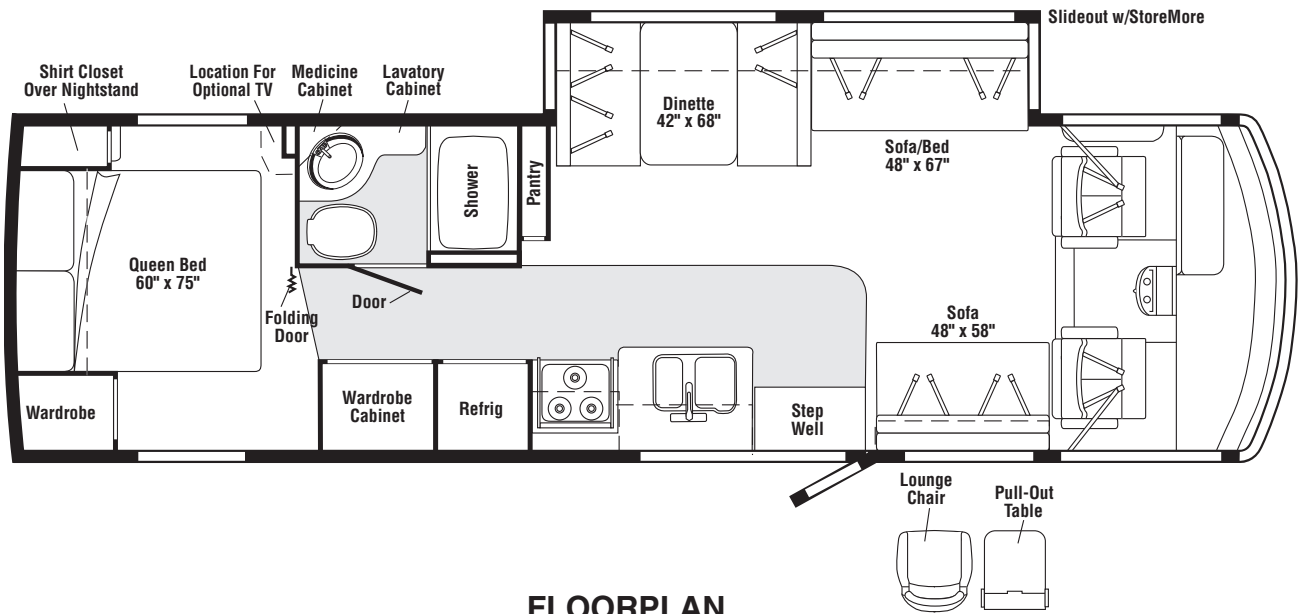 Slideout w/StoreMore
Shirt Closet
Over Nightstand
Location For
Optional TV
Medicine
Cabinet
Lavatory
Cabinet
Dinette
42" x 68"
Sofa/Bed
48" x 67"
Shower
Pantry
Queen Bed
60" x 75"
Door
Folding
Door
Sofa
48" x 58"
Wardrobe
Wardrobe
Cabinet
Refrig
Step
Well
Lounge
Chair
Pull-Out
Table
FLOORPLAN